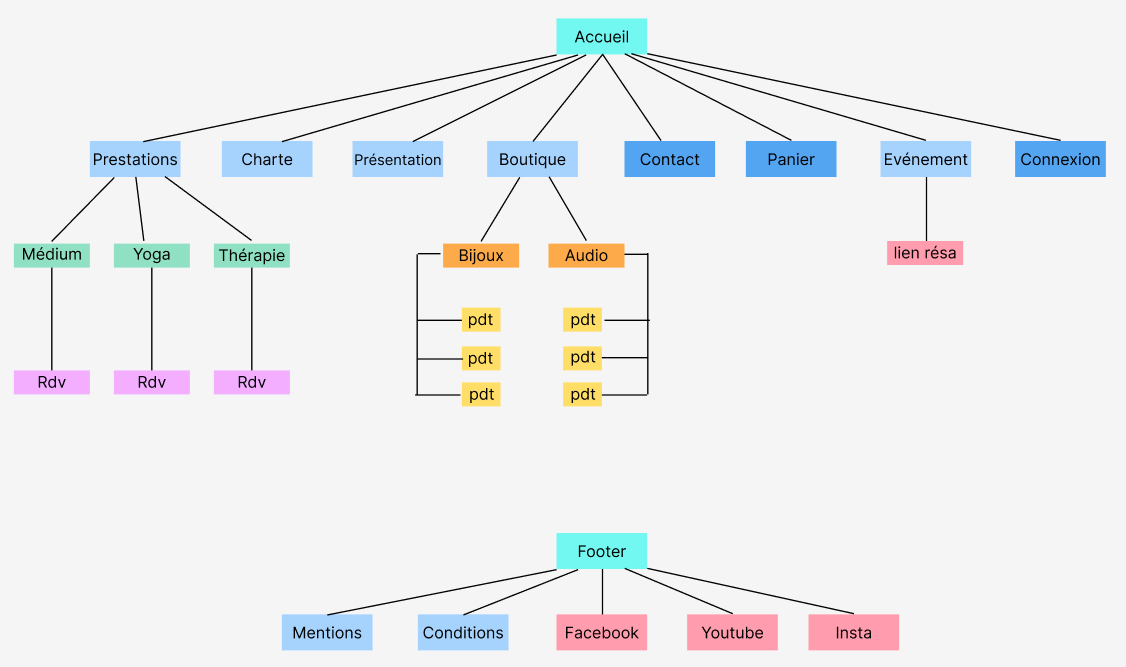 Accueil
Prestations
Charte
Présentation
Boutique
Contact
Panier
Evénement
Connexion
Médium
Yoga
Thérapie
Bijoux
Audio
lien résa
pdt
pdt
pdt
pdt
Rdv
Rdv
Rdv
pdt
pdt
Footer
Mentions
Conditions
Facebook
Youtube
Insta